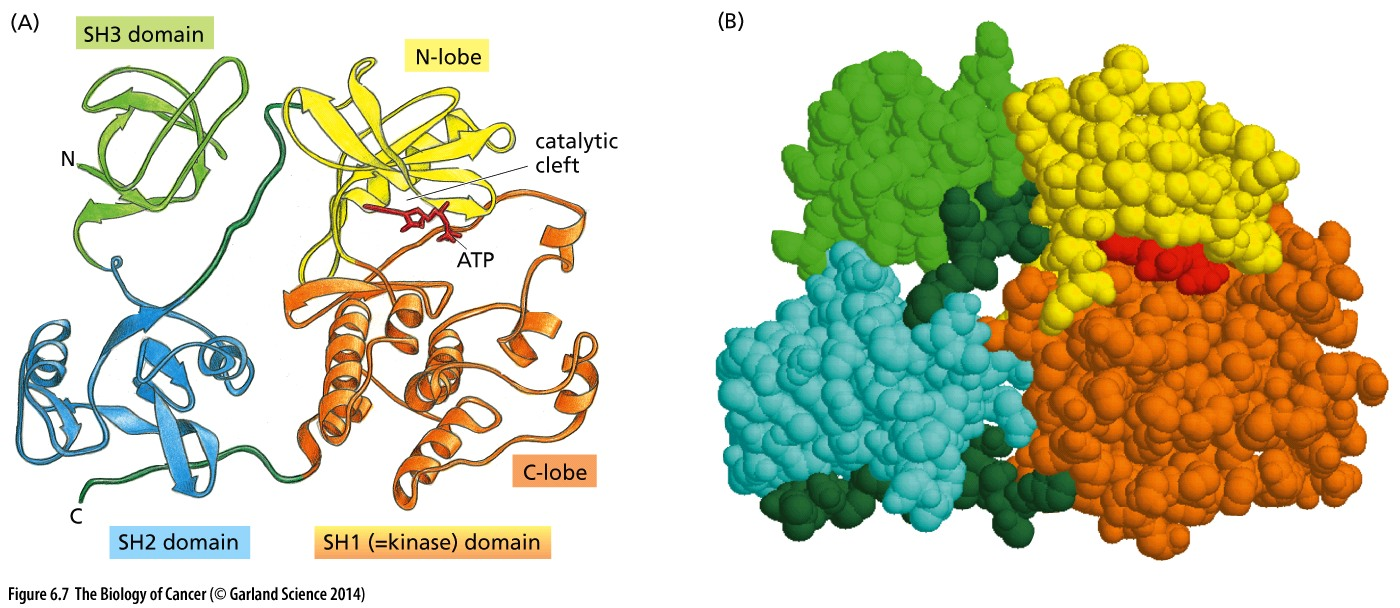 (A)
SH3 domain
N-lobe
N
catalytic
cleft
ATP
C-lobe
C
SH2 domain
SH1 (=kinase) domain
(B)
Figure 6.7 The Biology of Cancer (© Garland Science 2014)